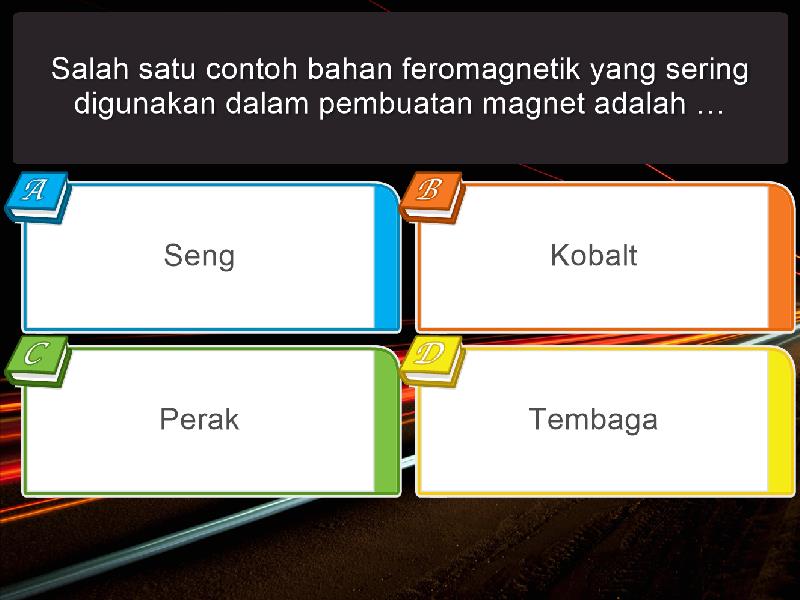 Salah satu contoh bahan feromagnetik yang sering
digunakan dalam pembuatan magnet adalah …
A
Seng
B
Kobalt
C
Perak
D
Tembaga